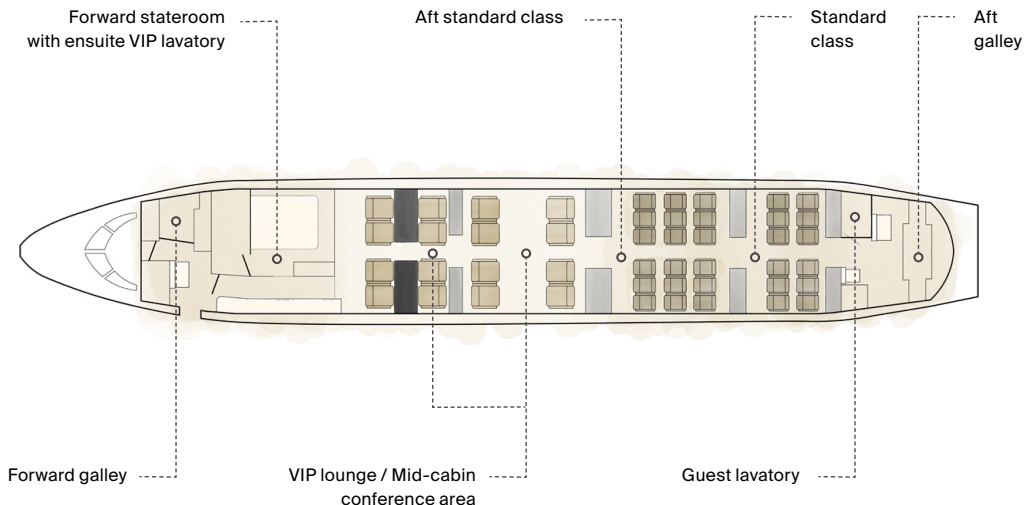 Forward stateroom
with ensuite VIP lavatory
Aft standard class
Standard
class
Aft
galley
Forward galley
VIP lounge / Mid-cabin
conference area
Guest lavatory